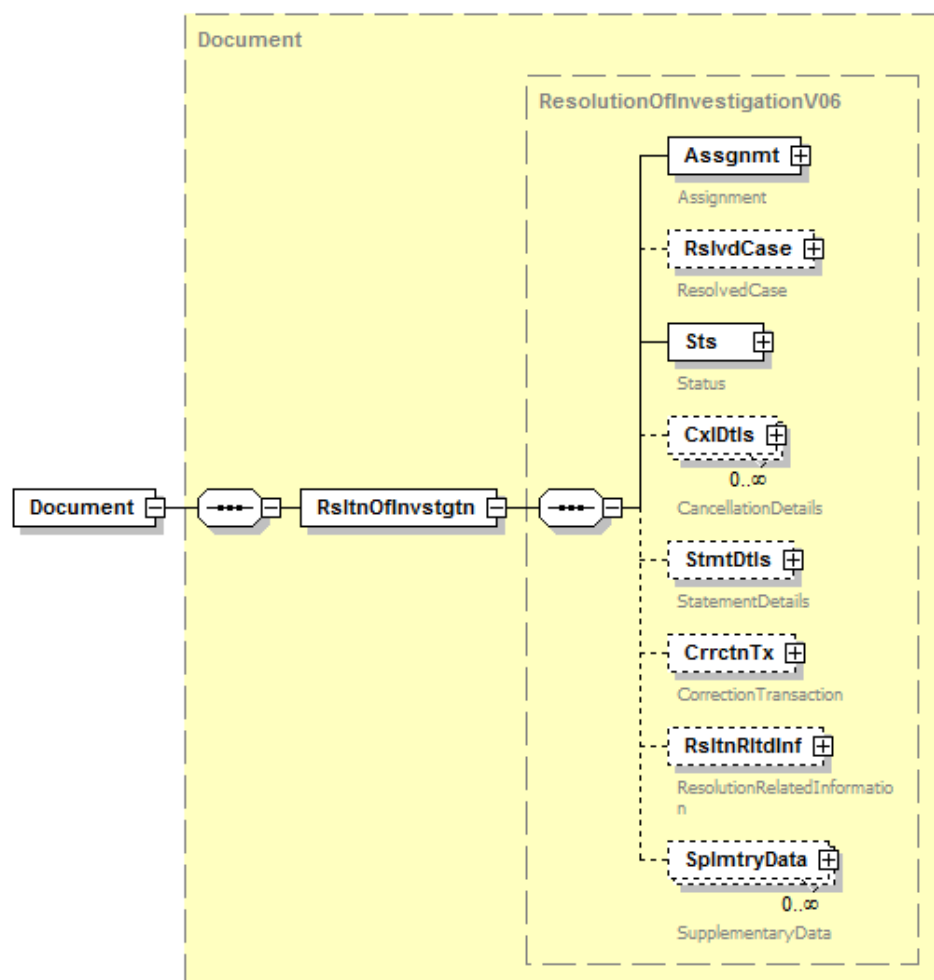 Document
ResolutionOfInvestigationV06
Assgnmt
Assignment
RslvdCase
ResolvedCase
Sts
Status
CxlDtls
0..∞
CancellationDetails
Document
RsltnOfInvstgtn
StmtDtls
StatementDetails
CrrctnTx
CorrectionTransaction
RsltnRltdInf
ResolutionRelatedInformatio
n
SplmtryData
0..∞
SupplementaryData